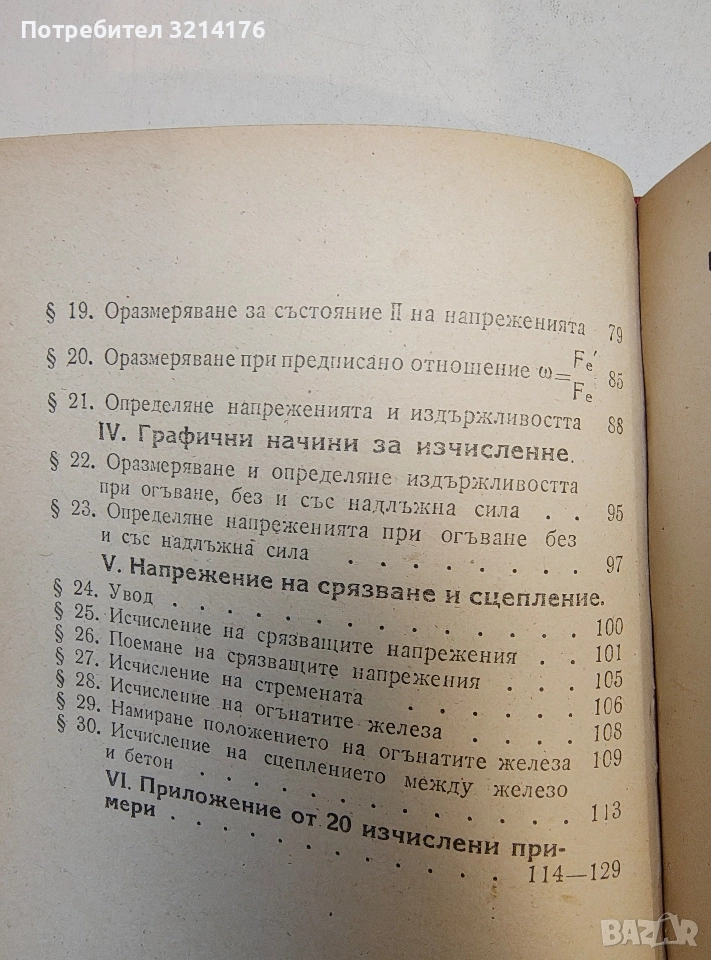 Потребител 3214176
§ 19. Оразмеряване за състояние II на напреженията 79
§ 20. Оразмеряване при предписано отношение ω=Fe'/Fe 85
§ 21. Определяне напреженията и издържливостта 88
IV. Графични начини за изчисленне.
§ 22. Оразмеряване и определяне издържливостта
при огъване, без и със надлъжна сила . . 95
§ 23. Определяне напреженията при огъване без
и със надлъжна сила . . . . . . . . 97
V. Напрежение на срязване и сцепление.
§ 24. Увод . . . . . . . . . . . . . 100
§ 25. Исчисление на срязващите напрежения . . 101
§ 26. Поемане на срязващите напрежения . . . 105
§ 27. Исчисление на стремената . . . . . . 106
§ 28. Исчисление на огънатите железа . . . . 108
§ 29. Намиране положението на огънатите железа 109
§ 30. Исчисление на сцеплението между железо
и бетон . . . . . . . . . . . . 113
VI. Приложение от 20 изчислени при-
мери . . . . . . . . . . . 114—129
BAZAR